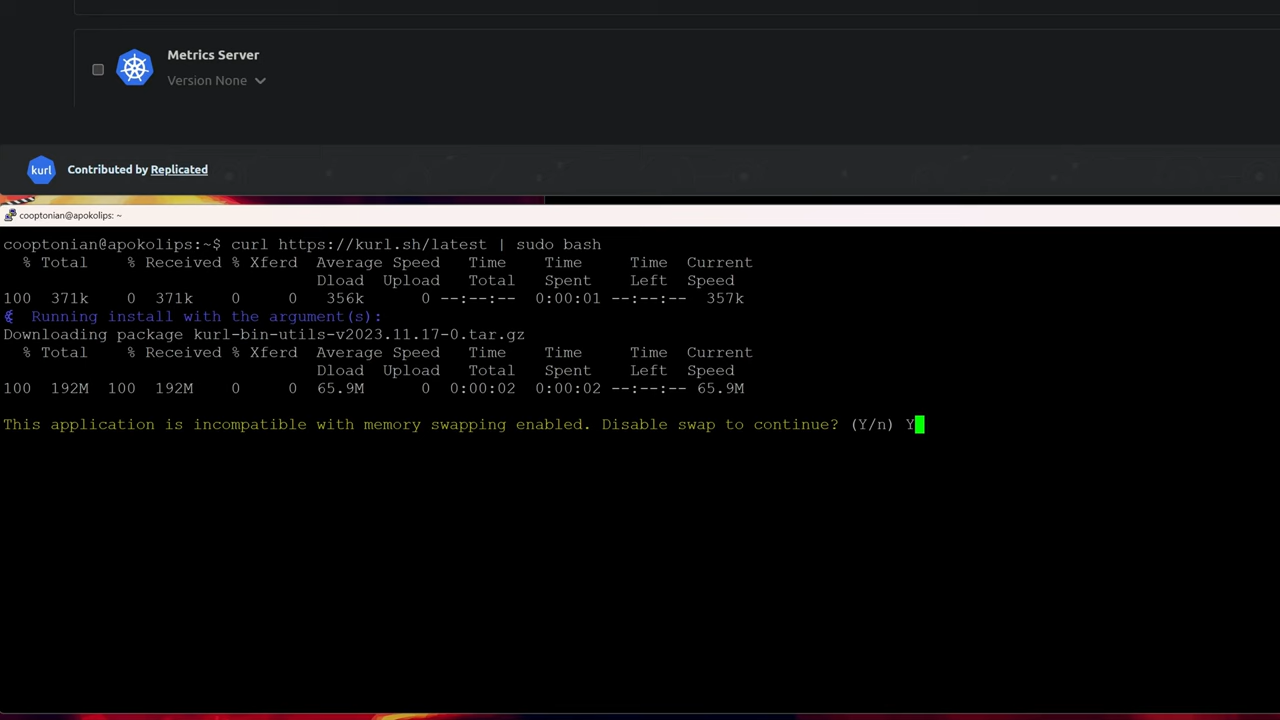 Metrics Server
Version None
kurl
Contributed by Replicated
cooptonian@apokolips: ~
cooptonian@apokolips:~$ curl https://kurl.sh/latest | sudo bash
% Total % Received % Xferd Average Speed Time Time Time Current
Dload Upload Total Spent Left Speed
100 371k 0 371k 0 0 356k 0 --:--:-- 0:00:01 --:--:-- 357k
Running install with the argument(s):
Downloading package kurl-bin-utils-v2023.11.17-0.tar.gz
% Total % Received % Xferd Average Speed Time Time Time Current
Dload Upload Total Spent Left Speed
100 192M 100 192M 0 0 65.9M 0 0:00:02 0:00:02 --:--:-- 65.9M
This application is incompatible with memory swapping enabled. Disable swap to continue? (Y/n) Y